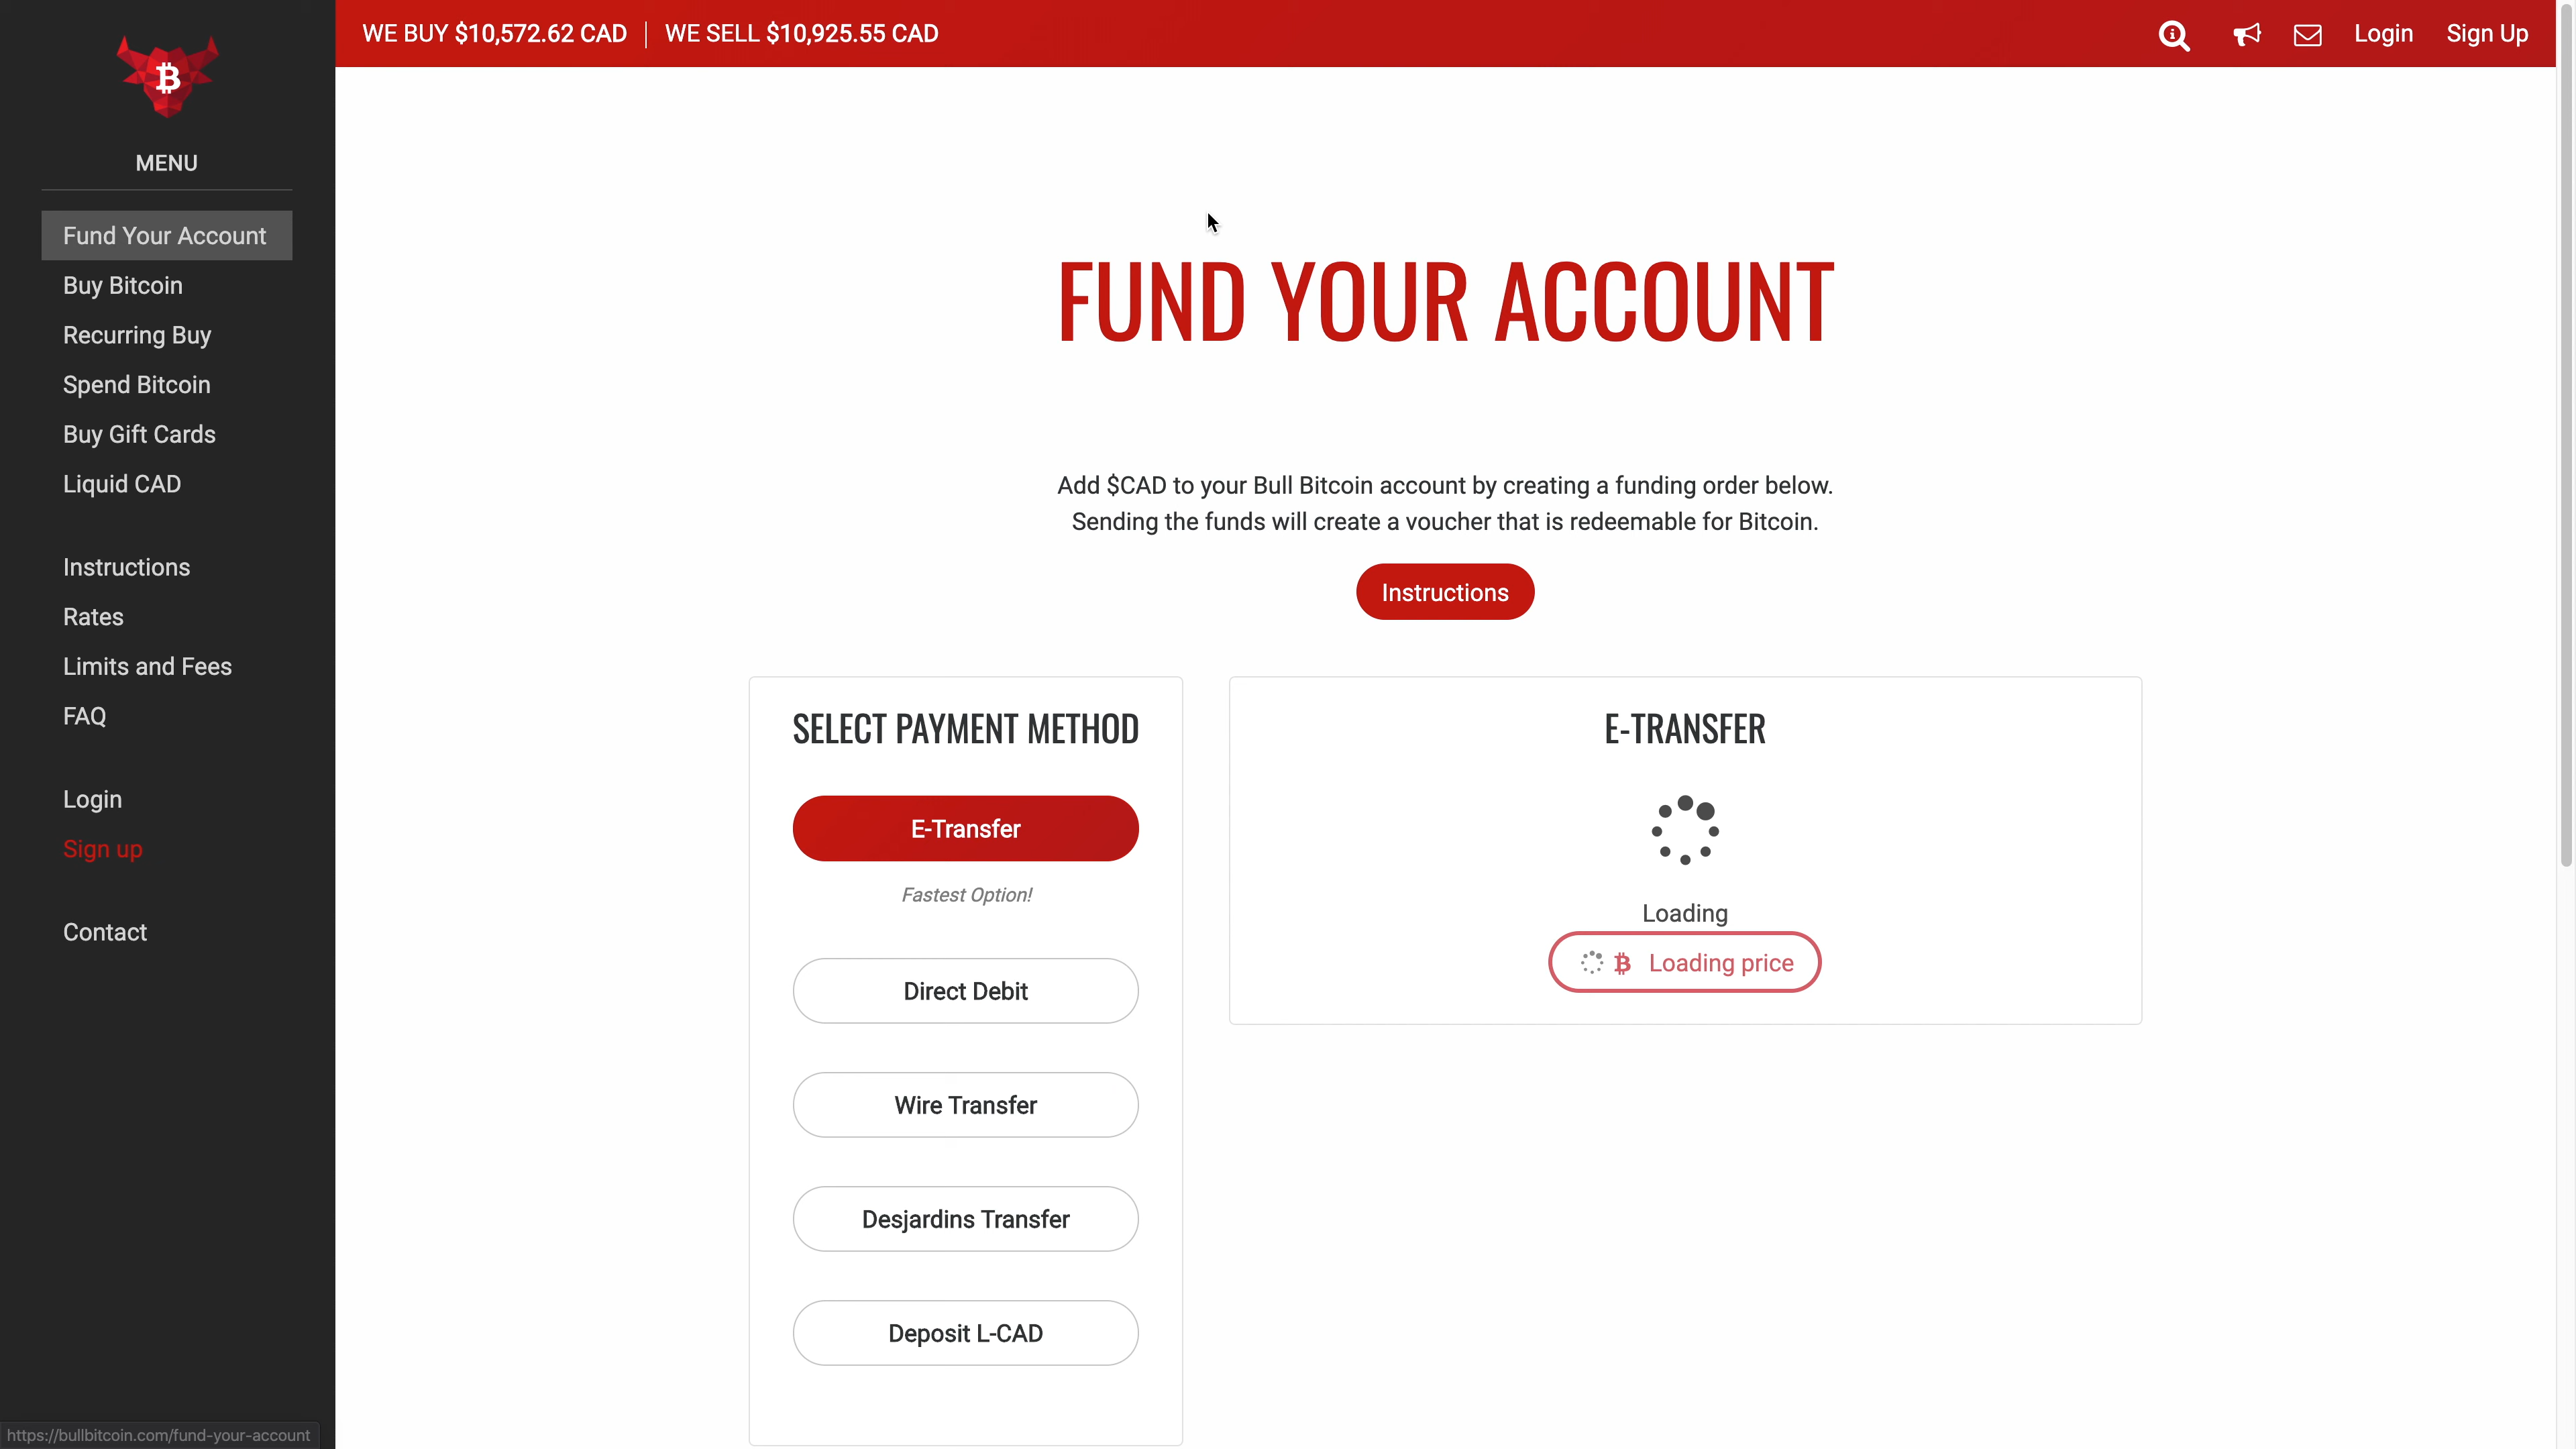 WE BUY $10,572.62 CAD
WE SELL $10,925.55 CAD
Login
Sign Up
MENU
Fund Your Account
Buy Bitcoin
Recurring Buy
Spend Bitcoin
Buy Gift Cards
Liquid CAD
Instructions
Rates
Limits and Fees
FAQ
Login
Sign up
Contact
FUND YOUR ACCOUNT
Add $CAD to your Bull Bitcoin account by creating a funding order below.
Sending the funds will create a voucher that is redeemable for Bitcoin.
Instructions
SELECT PAYMENT METHOD
E-Transfer
Fastest Option!
Direct Debit
Wire Transfer
Desjardins Transfer
Deposit L-CAD
E-TRANSFER
Loading
Loading price
https://bullbitcoin.com/fund-your-account